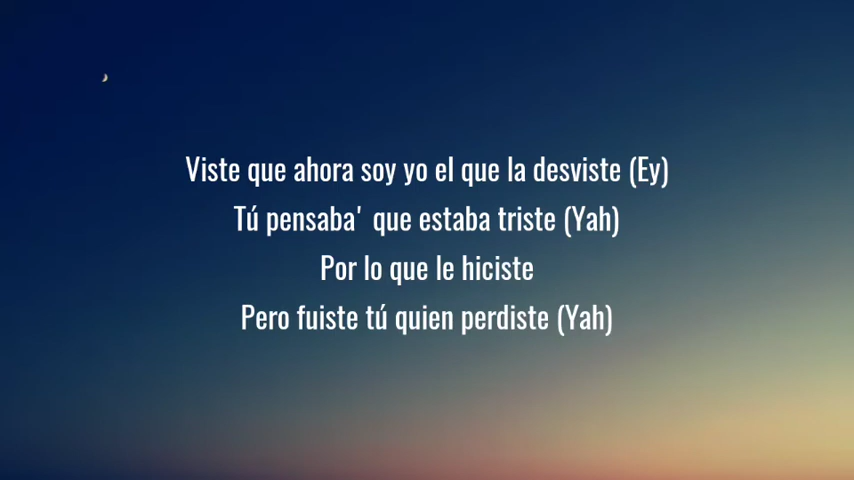 Viste que ahora soy yo el que la desviste (Ey)
Tú pensaba' que estaba triste (Yah)
Por lo que le hiciste
Pero fuiste tú quien perdiste (Yah)